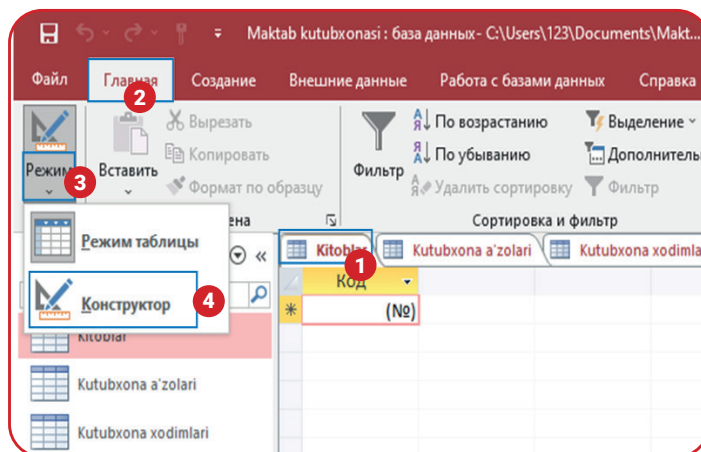 Maktab kutubxonasi : база данных- C:\Users\123\Documents\Makt...
Файл Главная Создание Внешние данные Работа с базами данных Справка
2
Режим
3
Вставить
Вырезать
Копировать
Формат по образцу
Фильтр
По возрастанию
По убыванию
Удалить сортировку
Выделение
Дополнитель
Фильтр
ена
Сортировка и фильтр
Режим таблицы
Конструктор
4
Kitoblar
Kutubxona a'zolari
Kutubxona xodimlari
Kitoblar Kutubxona a'zolari Kutubxona xodimla
1
Код
(№)